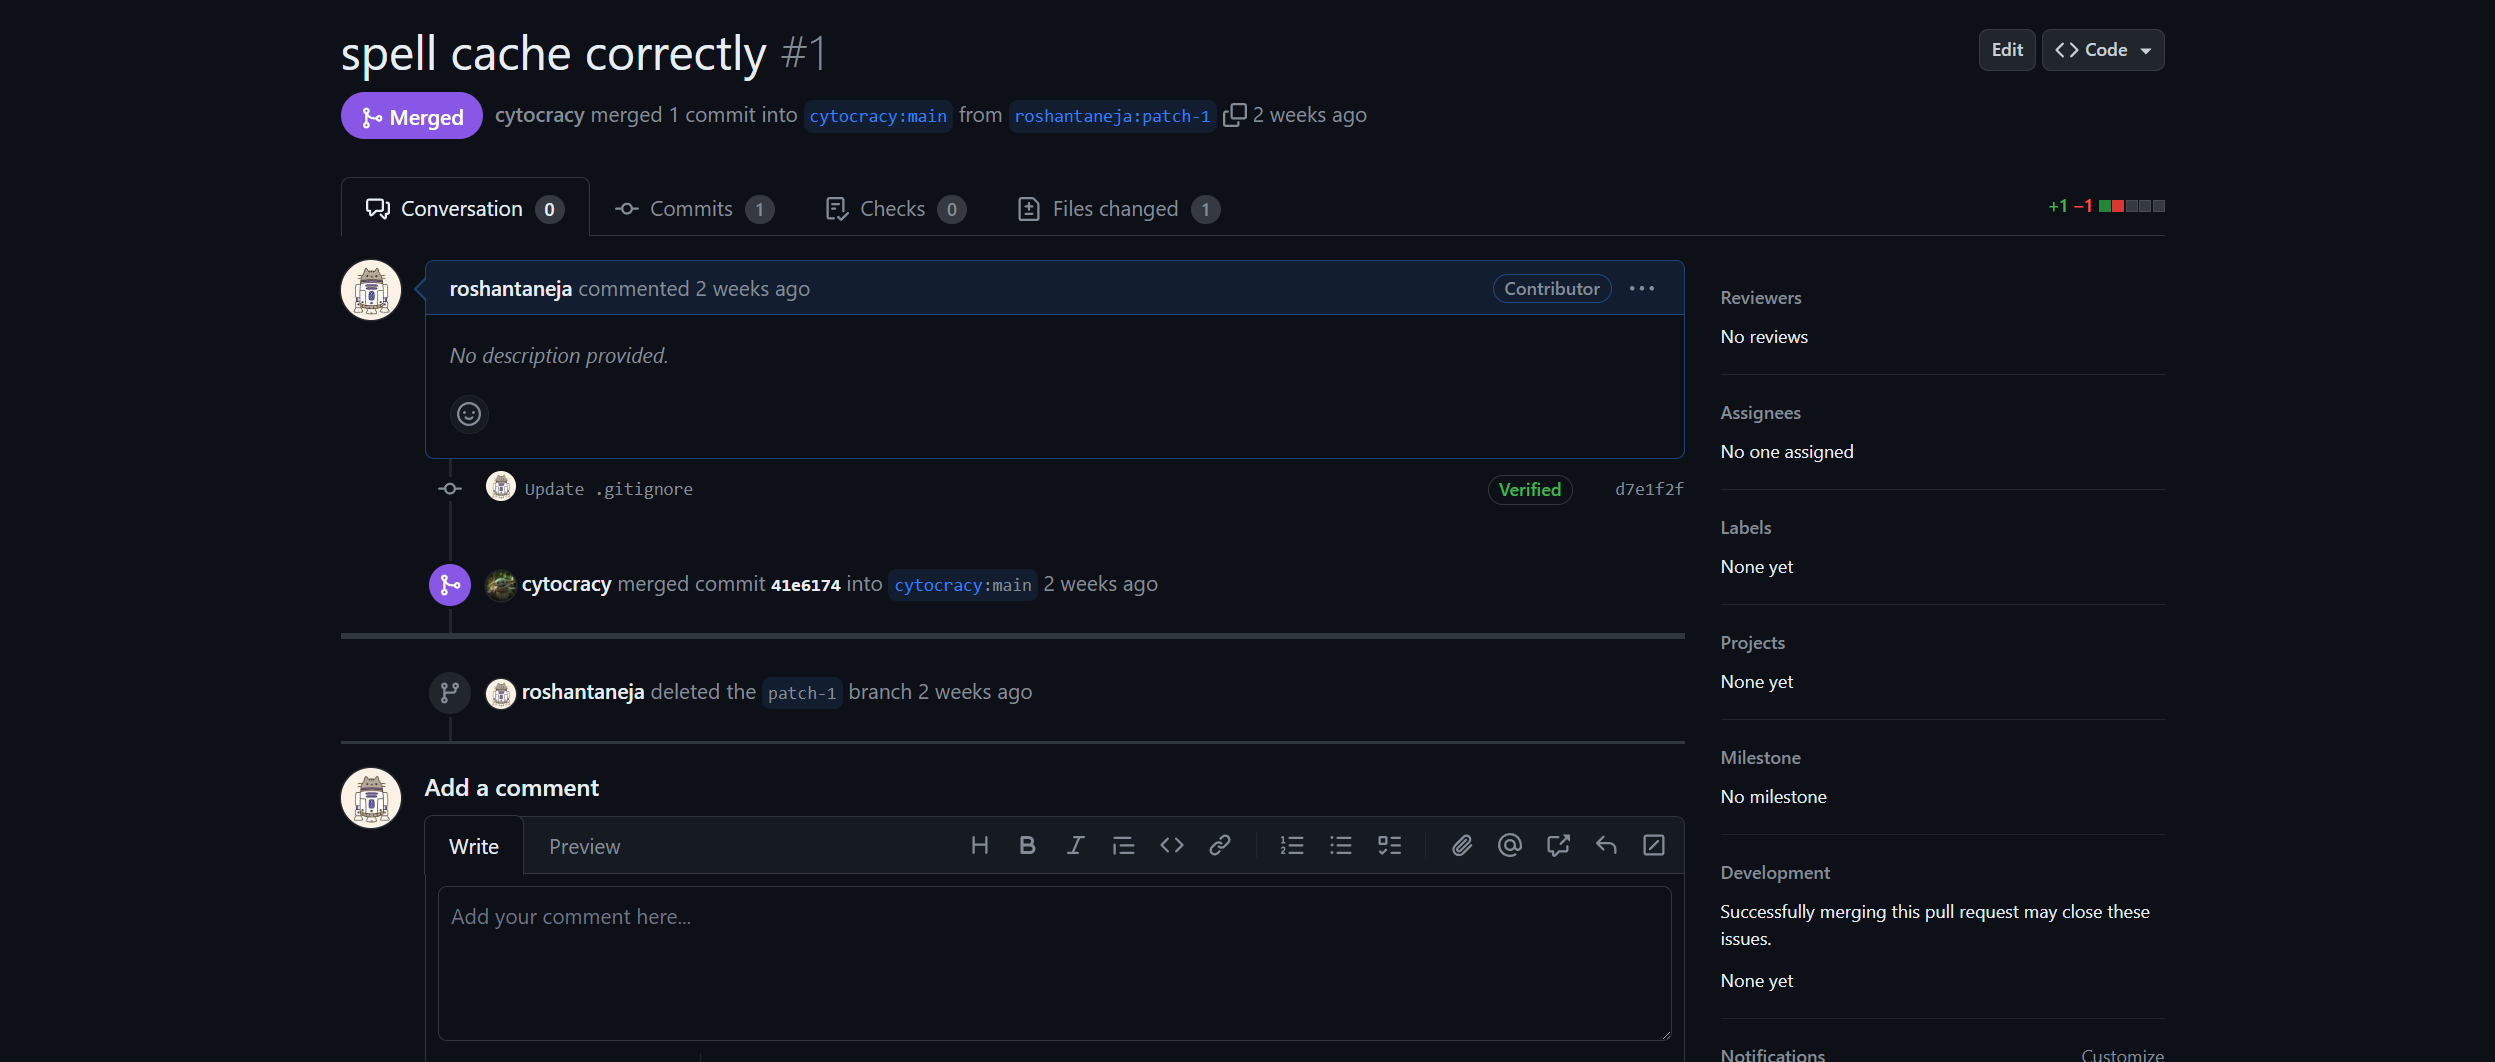 spell cache correctly #1
Edit
Code
Merged
cytocracy merged 1 commit into cytocracy:main from roshantaneja:patch-1 2 weeks ago
Conversation 0
Commits 1
Checks 0
Files changed 1
+1 −1
roshantaneja commented 2 weeks ago
Contributor
No description provided.
Update .gitignore
Verified
d7e1f2f
cytocracy merged commit 41e6174 into cytocracy:main 2 weeks ago
roshantaneja deleted the patch-1 branch 2 weeks ago
Add a comment
Write
Preview
Add your comment here...
Reviewers
No reviews
Assignees
No one assigned
Labels
None yet
Projects
None yet
Milestone
No milestone
Development
Successfully merging this pull request may close these
issues.
None yet
Notifications
Customize